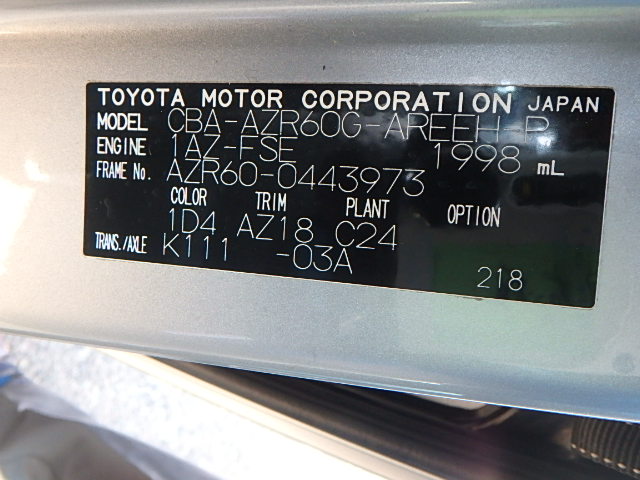 TOYOTA MOTOR CORPORATION JAPAN
MODEL CBA-AZR60G-AREEH-P
ENGINE 1AZ-FSE 1998 mL
FRAME No. AZR60-0443973
COLOR TRIM PLANT OPTION
1D4 AZ18 C24
TRANS./AXLE K111 -03A
218